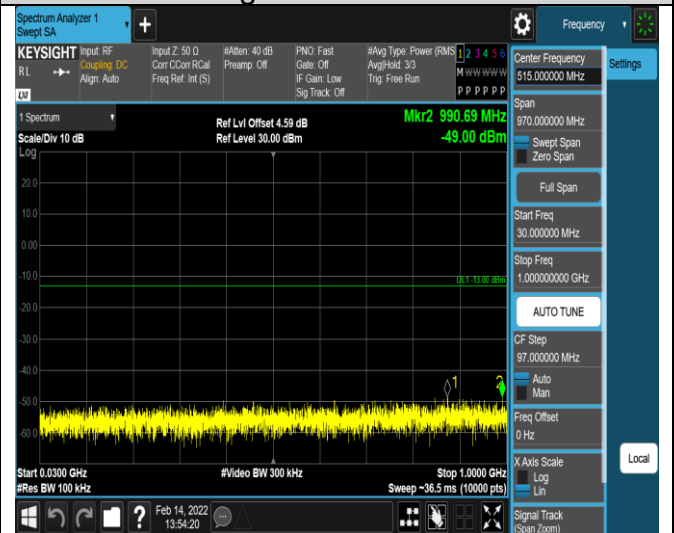 Spectrum Analyzer 1
Swept SA
Frequency
KEYSIGHT
RL
LXI
Input: RF
Coupling: DC
Align: Auto
Input Z: 50 Ω
Corr CCorr RCal
Freq Ref: Int (S)
#Atten: 40 dB
Preamp: Off
PNO: Fast
Gate: Off
IF Gain: Low
Sig Track: Off
#Avg Type: Power (RMS
Avg|Hold: 3/3
Trig: Free Run
1 2 3 4 5 6
M W W W W W
P P P P P P
1 Spectrum
Scale/Div 10 dB
Log
Ref Lvl Offset 4.59 dB
Ref Level 30.00 dBm
Mkr2 990.69 MHz
-49.00 dBm
20.0
10.0
0.00
-10.0
-20.0
-30.0
-40.0
-50.0
-60.0
DL1 -13.00 dBm
1
2
Start 0.0300 GHz
#Res BW 100 kHz
#Video BW 300 kHz
Stop 1.0000 GHz
Sweep ~36.5 ms (10000 pts)
Center Frequency
515.000000 MHz
Settings
Span
970.000000 MHz
Swept Span
Zero Span
Full Span
Start Freq
30.000000 MHz
Stop Freq
1.000000000 GHz
AUTO TUNE
CF Step
97.000000 MHz
Auto
Man
Freq Offset
0 Hz
X Axis Scale
Log
Lin
Local
Signal Track
(Span Zoom)
?
Feb 14, 2022
13:54:20